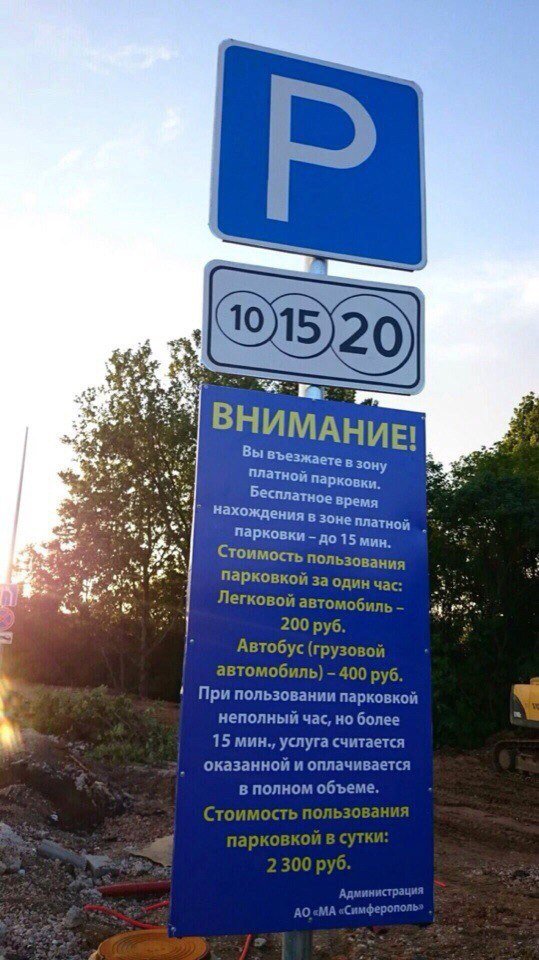 P
10 15 20
ВНИМАНИЕ!
Вы въезжаете в зону
платной парковки.
Бесплатное время
нахождения в зоне платной
парковки – до 15 мин.
Стоимость пользования
парковкой за один час:
Легковой автомобиль –
200 руб.
Автобус (грузовой
автомобиль) – 400 руб.
При пользовании парковкой
неполный час, но более
15 мин., услуга считается
оказанной и оплачивается
в полном объеме.
Стоимость пользования
парковкой в сутки:
2 300 руб.
Администрация
АО «МА «Симферополь»